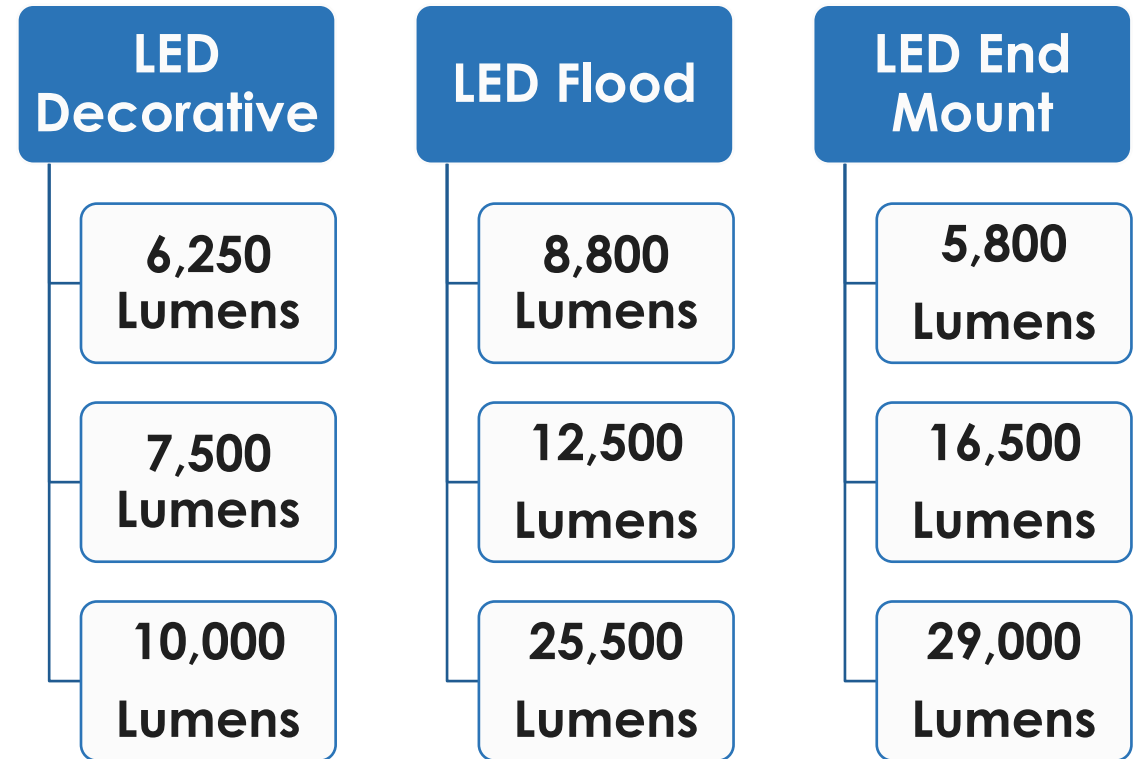 LED
Decorative
6,250
Lumens
7,500
Lumens
10,000
Lumens
LED Flood
8,800
Lumens
12,500
Lumens
25,500
Lumens
LED End
Mount
5,800
Lumens
16,500
Lumens
29,000
Lumens